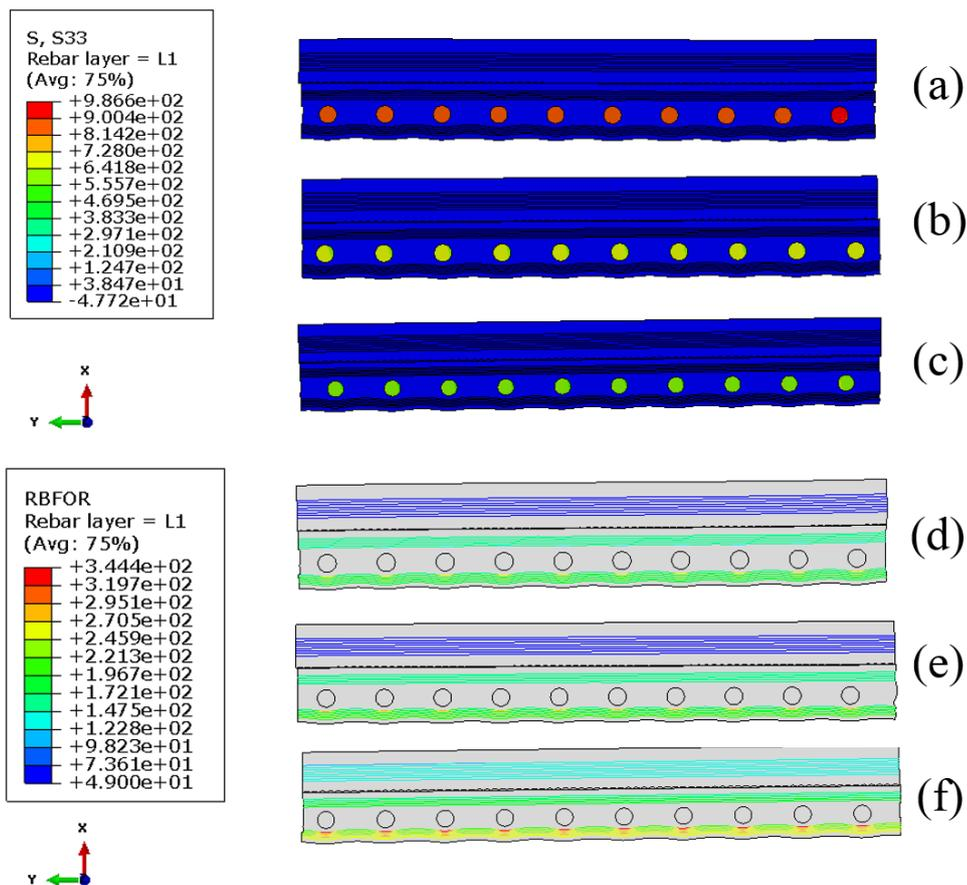 S, S33
Rebar layer = L1
(Avg: 75%)
+9.866e+02
+9.004e+02
+8.142e+02
+7.280e+02
+6.418e+02
+5.557e+02
+4.695e+02
+3.833e+02
+2.971e+02
+2.109e+02
+1.247e+02
+3.847e+01
-4.772e+01
X
Y
(a)
(b)
(c)
RBFOR
Rebar layer = L1
(Avg: 75%)
+3.444e+02
+3.197e+02
+2.951e+02
+2.705e+02
+2.459e+02
+2.213e+02
+1.967e+02
+1.721e+02
+1.475e+02
+1.228e+02
+9.823e+01
+7.361e+01
+4.900e+01
X
Y
(d)
(e)
(f)